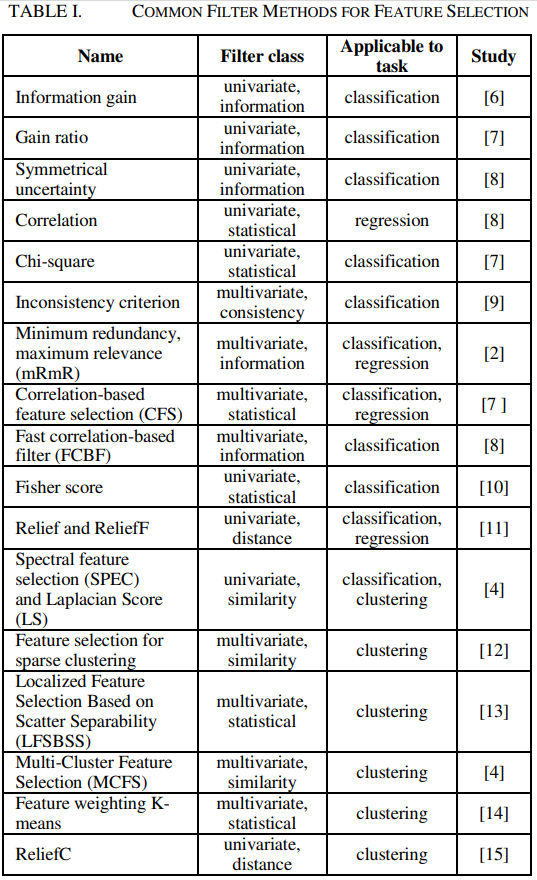 TABLE I. COMMON FILTER METHODS FOR FEATURE SELECTION
Name Filter class Applicable to task Study
Information gain univariate, information classification [6]
Gain ratio univariate, information classification [7]
Symmetrical uncertainty univariate, information classification [8]
Correlation univariate, statistical regression [8]
Chi-square univariate, statistical classification [7]
Inconsistency criterion multivariate, consistency classification [9]
Minimum redundancy, maximum relevance (mRmR) multivariate, information classification, regression [2]
Correlation-based feature selection (CFS) multivariate, statistical classification, regression [7 ]
Fast correlation-based filter (FCBF) multivariate, information classification [8]
Fisher score univariate, statistical classification [10]
Relief and ReliefF univariate, distance classification, regression [11]
Spectral feature selection (SPEC) and Laplacian Score (LS) univariate, similarity classification, clustering [4]
Feature selection for sparse clustering multivariate, similarity clustering [12]
Localized Feature Selection Based on Scatter Separability (LFSBSS) multivariate, statistical clustering [13]
Multi-Cluster Feature Selection (MCFS) multivariate, similarity clustering [4]
Feature weighting K-means multivariate, statistical clustering [14]
ReliefC univariate, distance clustering [15]